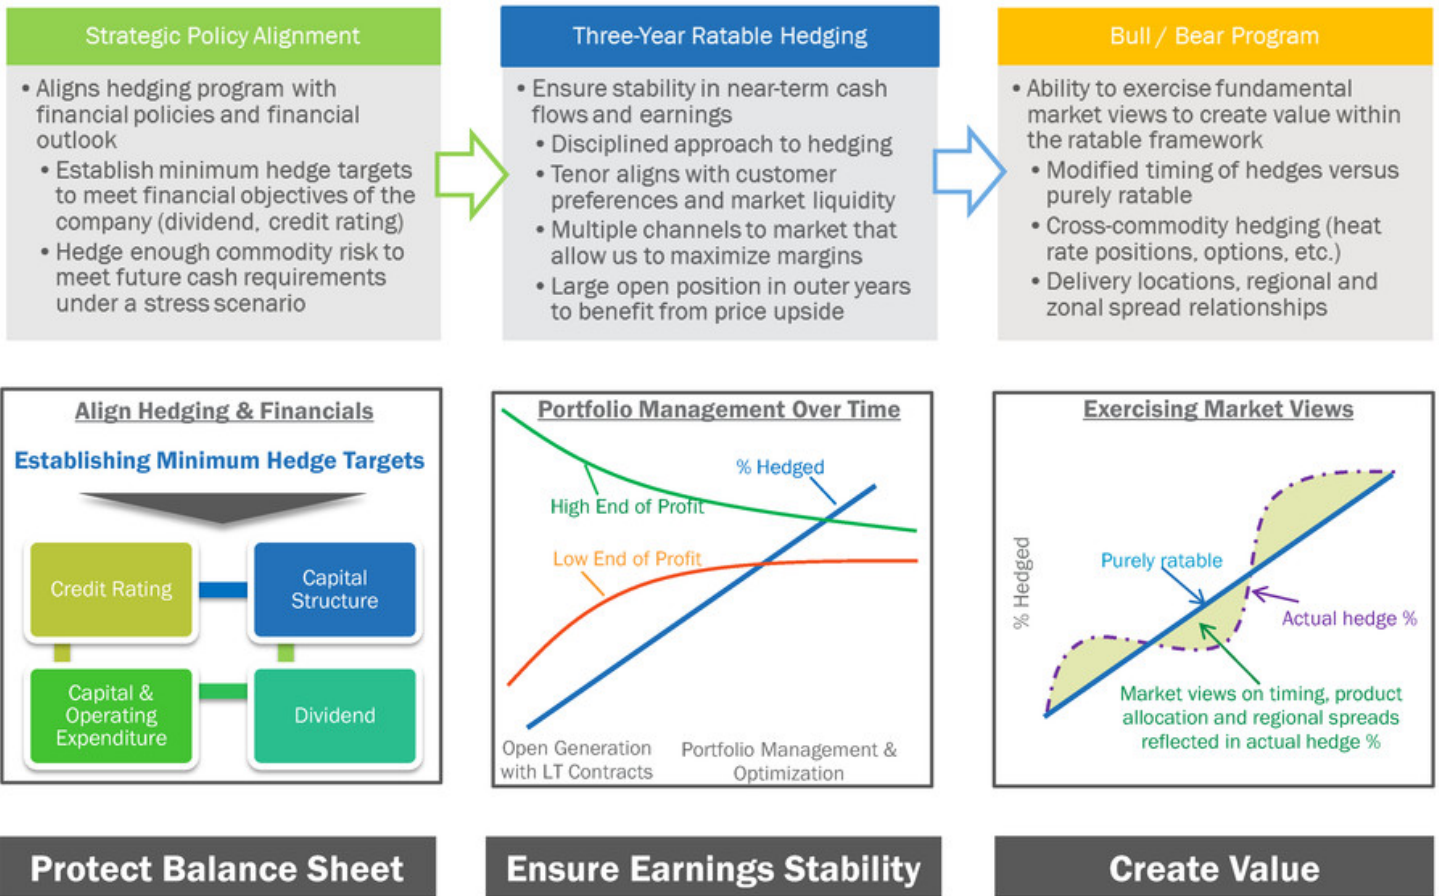 Strategic Policy Alignment
• Aligns hedging program with
financial policies and financial
outlook
• Establish minimum hedge targets
to meet financial objectives of the
company (dividend, credit rating)
• Hedge enough commodity risk to
meet future cash requirements
under a stress scenario
Three-Year Ratable Hedging
• Ensure stability in near-term cash
flows and earnings
• Disciplined approach to hedging
• Tenor aligns with customer
preferences and market liquidity
• Multiple channels to market that
allow us to maximize margins
• Large open position in outer years
to benefit from price upside
Bull / Bear Program
• Ability to exercise fundamental
market views to create value within
the ratable framework
• Modified timing of hedges versus
purely ratable
• Cross-commodity hedging (heat
rate positions, options, etc.)
• Delivery locations, regional and
zonal spread relationships
Align Hedging & Financials
Establishing Minimum Hedge Targets
Credit Rating
Capital
Structure
Capital &
Operating
Expenditure
Dividend
Portfolio Management Over Time
% Hedged
High End of Profit
Low End of Profit
Open Generation
with LT Contracts
Portfolio Management &
Optimization
Exercising Market Views
% Hedged
Purely ratable
Actual hedge %
Market views on timing, product
allocation and regional spreads
reflected in actual hedge %
Protect Balance Sheet
Ensure Earnings Stability
Create Value